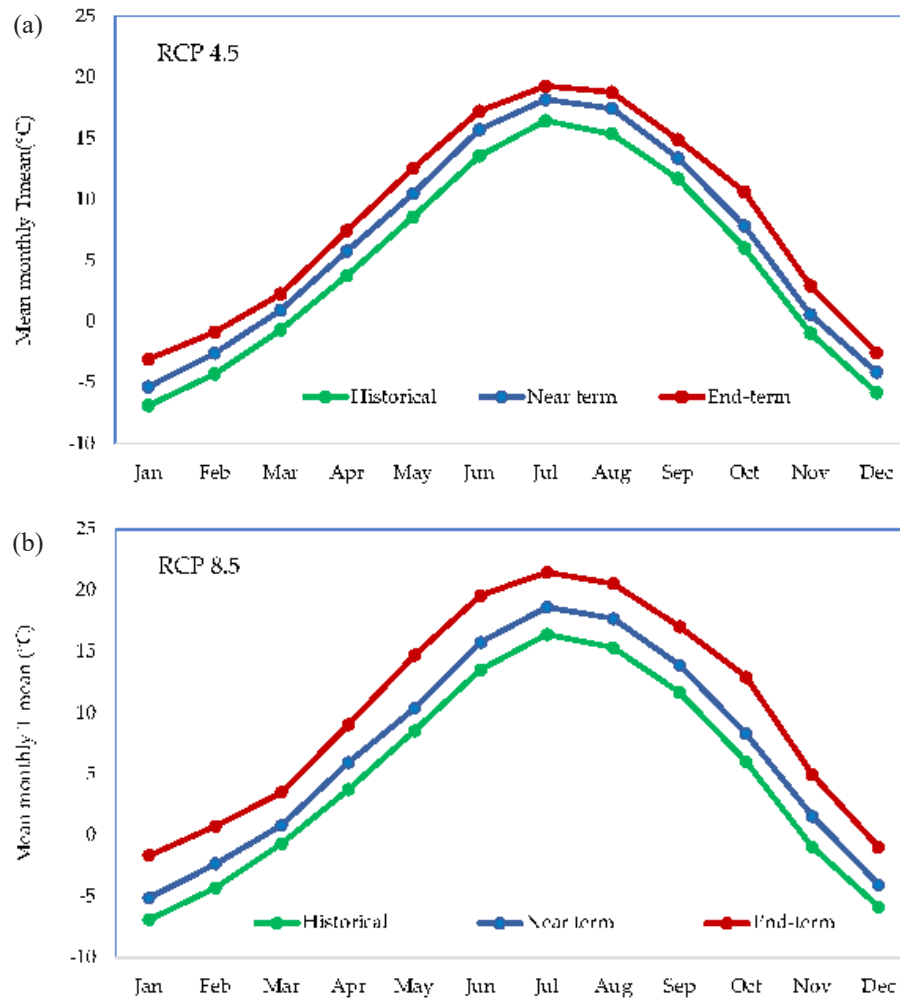 (a)
25
20
15
10
5
0
-5
-10
RCP 4.5
Mean monthly Tmean(°C)
Historical Near term End-term
Jan Feb Mar Apr May Jun Jul Aug Sep Oct Nov Dec
(b)
25
20
15
10
5
0
-5
-10
RCP 8.5
Mean monthly T mean (°C)
Historical Near term End-term
Jan Feb Mar Apr May Jun Jul Aug Sep Oct Nov Dec